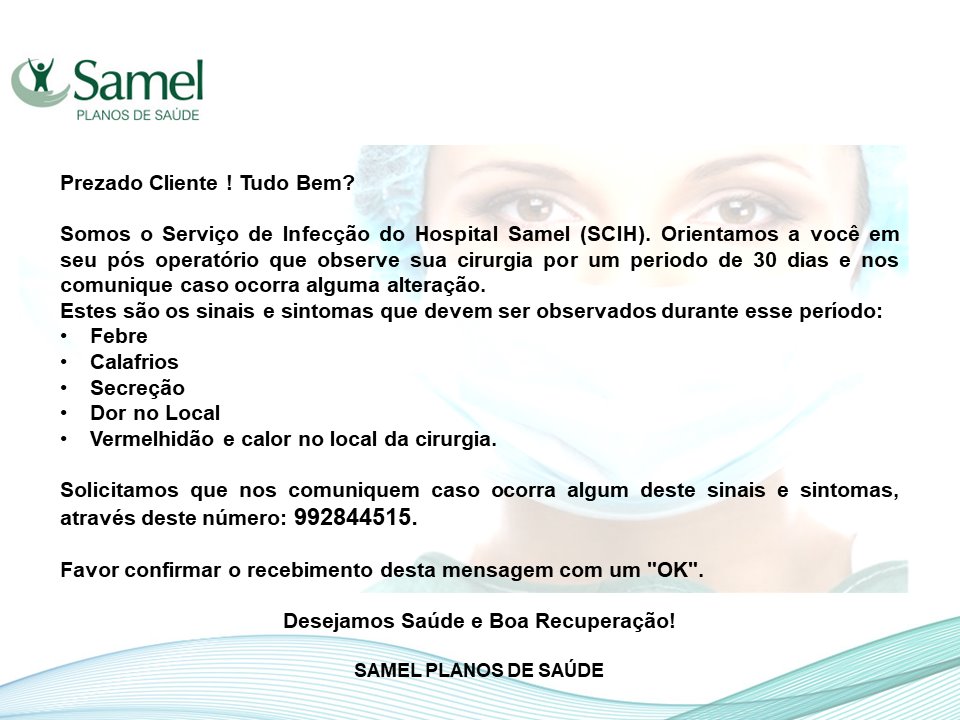 Samel
PLANOS DE SAÚDE
Prezado Cliente ! Tudo Bem?
Somos o Serviço de Infecção do Hospital Samel (SCIH). Orientamos a você em
seu pós operatório que observe sua cirurgia por um periodo de 30 dias e nos
comunique caso ocorra alguma alteração.
Estes são os sinais e sintomas que devem ser observados durante esse período:
• Febre
• Calafrios
• Secreção
• Dor no Local
• Vermelhidão e calor no local da cirurgia.
Solicitamos que nos comuniquem caso ocorra algum deste sinais e sintomas,
através deste número: 992844515.
Favor confirmar o recebimento desta mensagem com um "OK".
Desejamos Saúde e Boa Recuperação!
SAMEL PLANOS DE SAÚDE